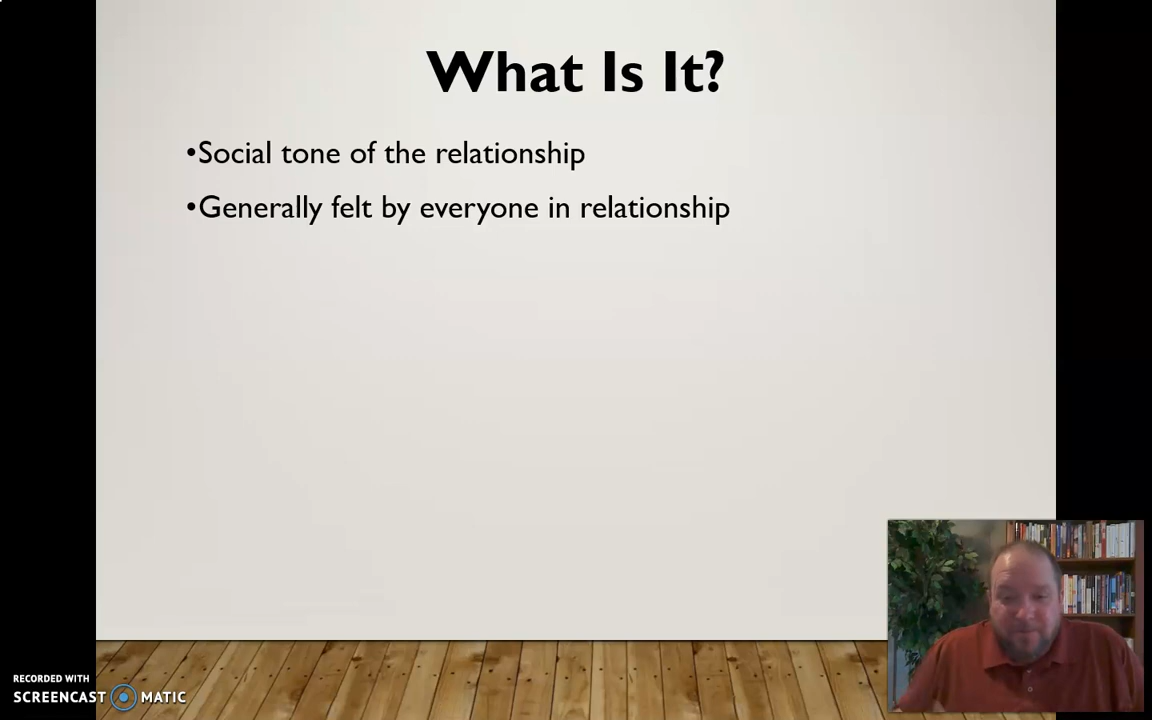 What Is It?
•Social tone of the relationship
•Generally felt by everyone in relationship
RECORDED WITH
SCREENCAST MATIC